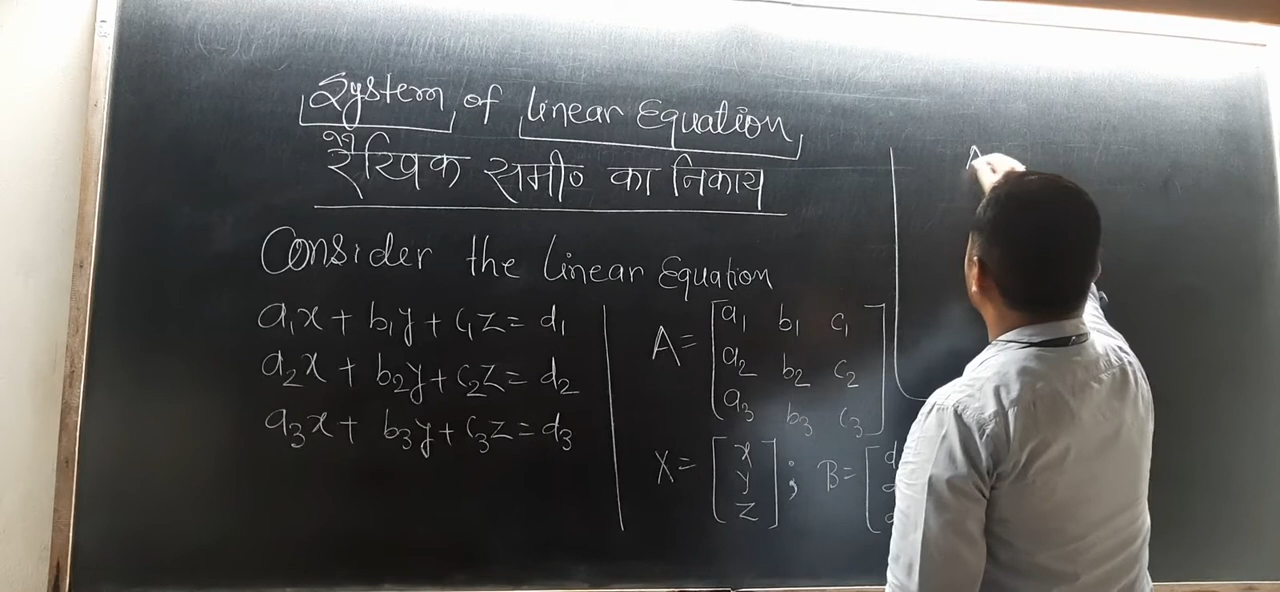 System of linear Equation
रैखिक समी० का निकाय
Consider the linear Equation
a₁x + b₁y + c₁z = d₁
a₂x + b₂y + c₂z = d₂
a₃x + b₃y + c₃z = d₃
A = [a₁ b₁ c₁
a₂ b₂ c₂
a₃ b₃ c₃]
X = [x
y
z] ; B = [d
A